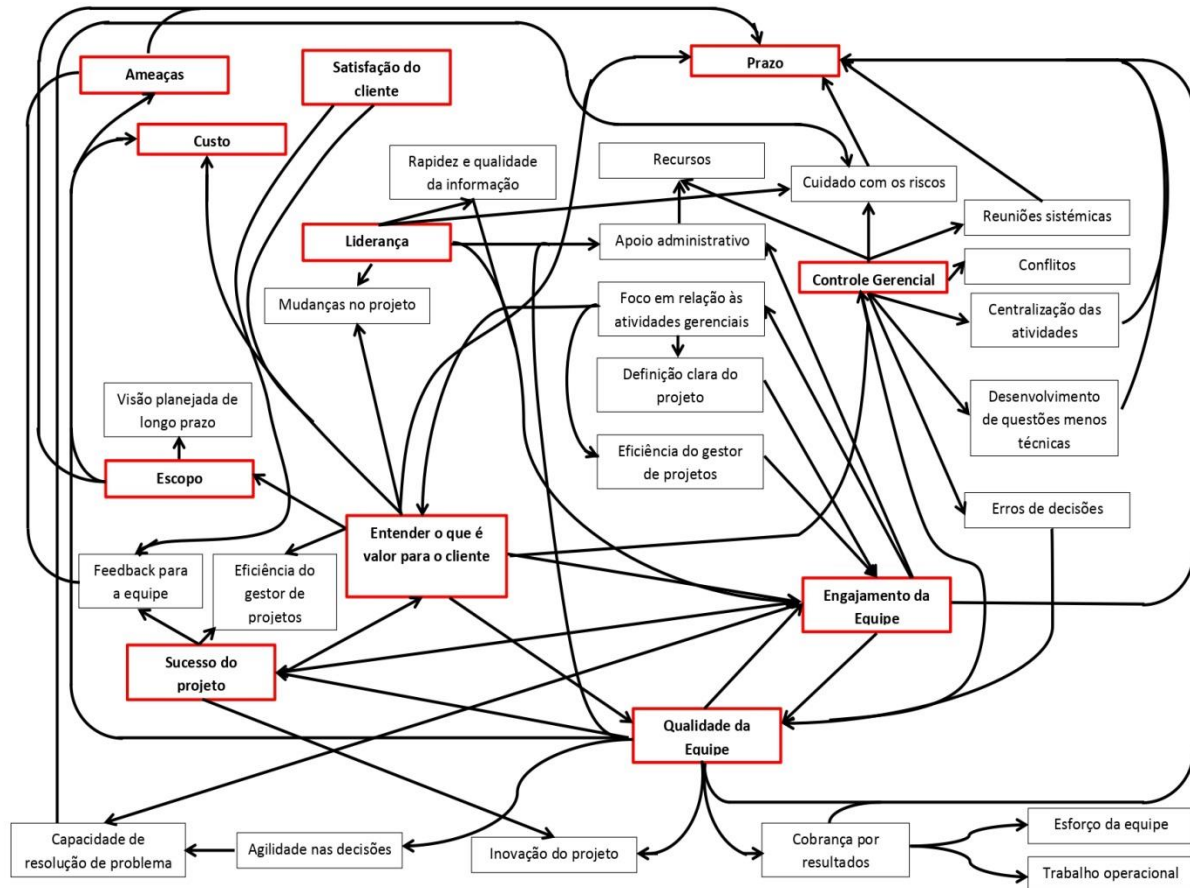 Ameaças
Satisfação do
cliente
Prazo
Custo
Rapidez e qualidade
da informação
Recursos
Cuidado com os riscos
Reuniões sistémicas
Liderança
Apoio administrativo
Conflitos
Controle Gerencial
Mudanças no projeto
Foco em relação às
atividades gerenciais
Centralização das
atividades
Definição clara do
projeto
Visão planejada de
longo prazo
Desenvolvimento
de questões menos
técnicas
Eficiência do gestor
de projetos
Escopo
Erros de decisões
Entender o que é
valor para o cliente
Feedback para
a equipe
Eficiência do
gestor de
projetos
Engajamento da
Equipe
Sucesso do
projeto
Qualidade da
Equipe
Capacidade de
resolução de problema
Agilidade nas decisões
Inovação do projeto
Cobrança por
resultados
Esforço da equipe
Trabalho operacional